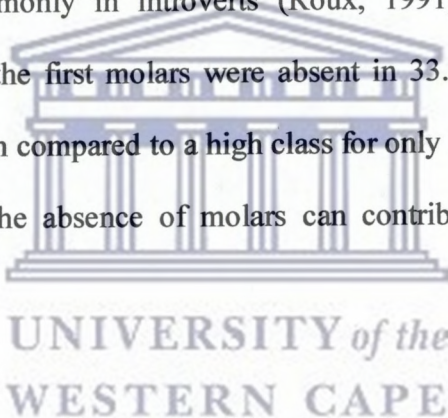 monly in introverts (Roux, 1991
the first molars were absent in 33.
compared to a high class for only
he absence of molars can contrib
UNIVERSITY of the
WESTERN CAPE